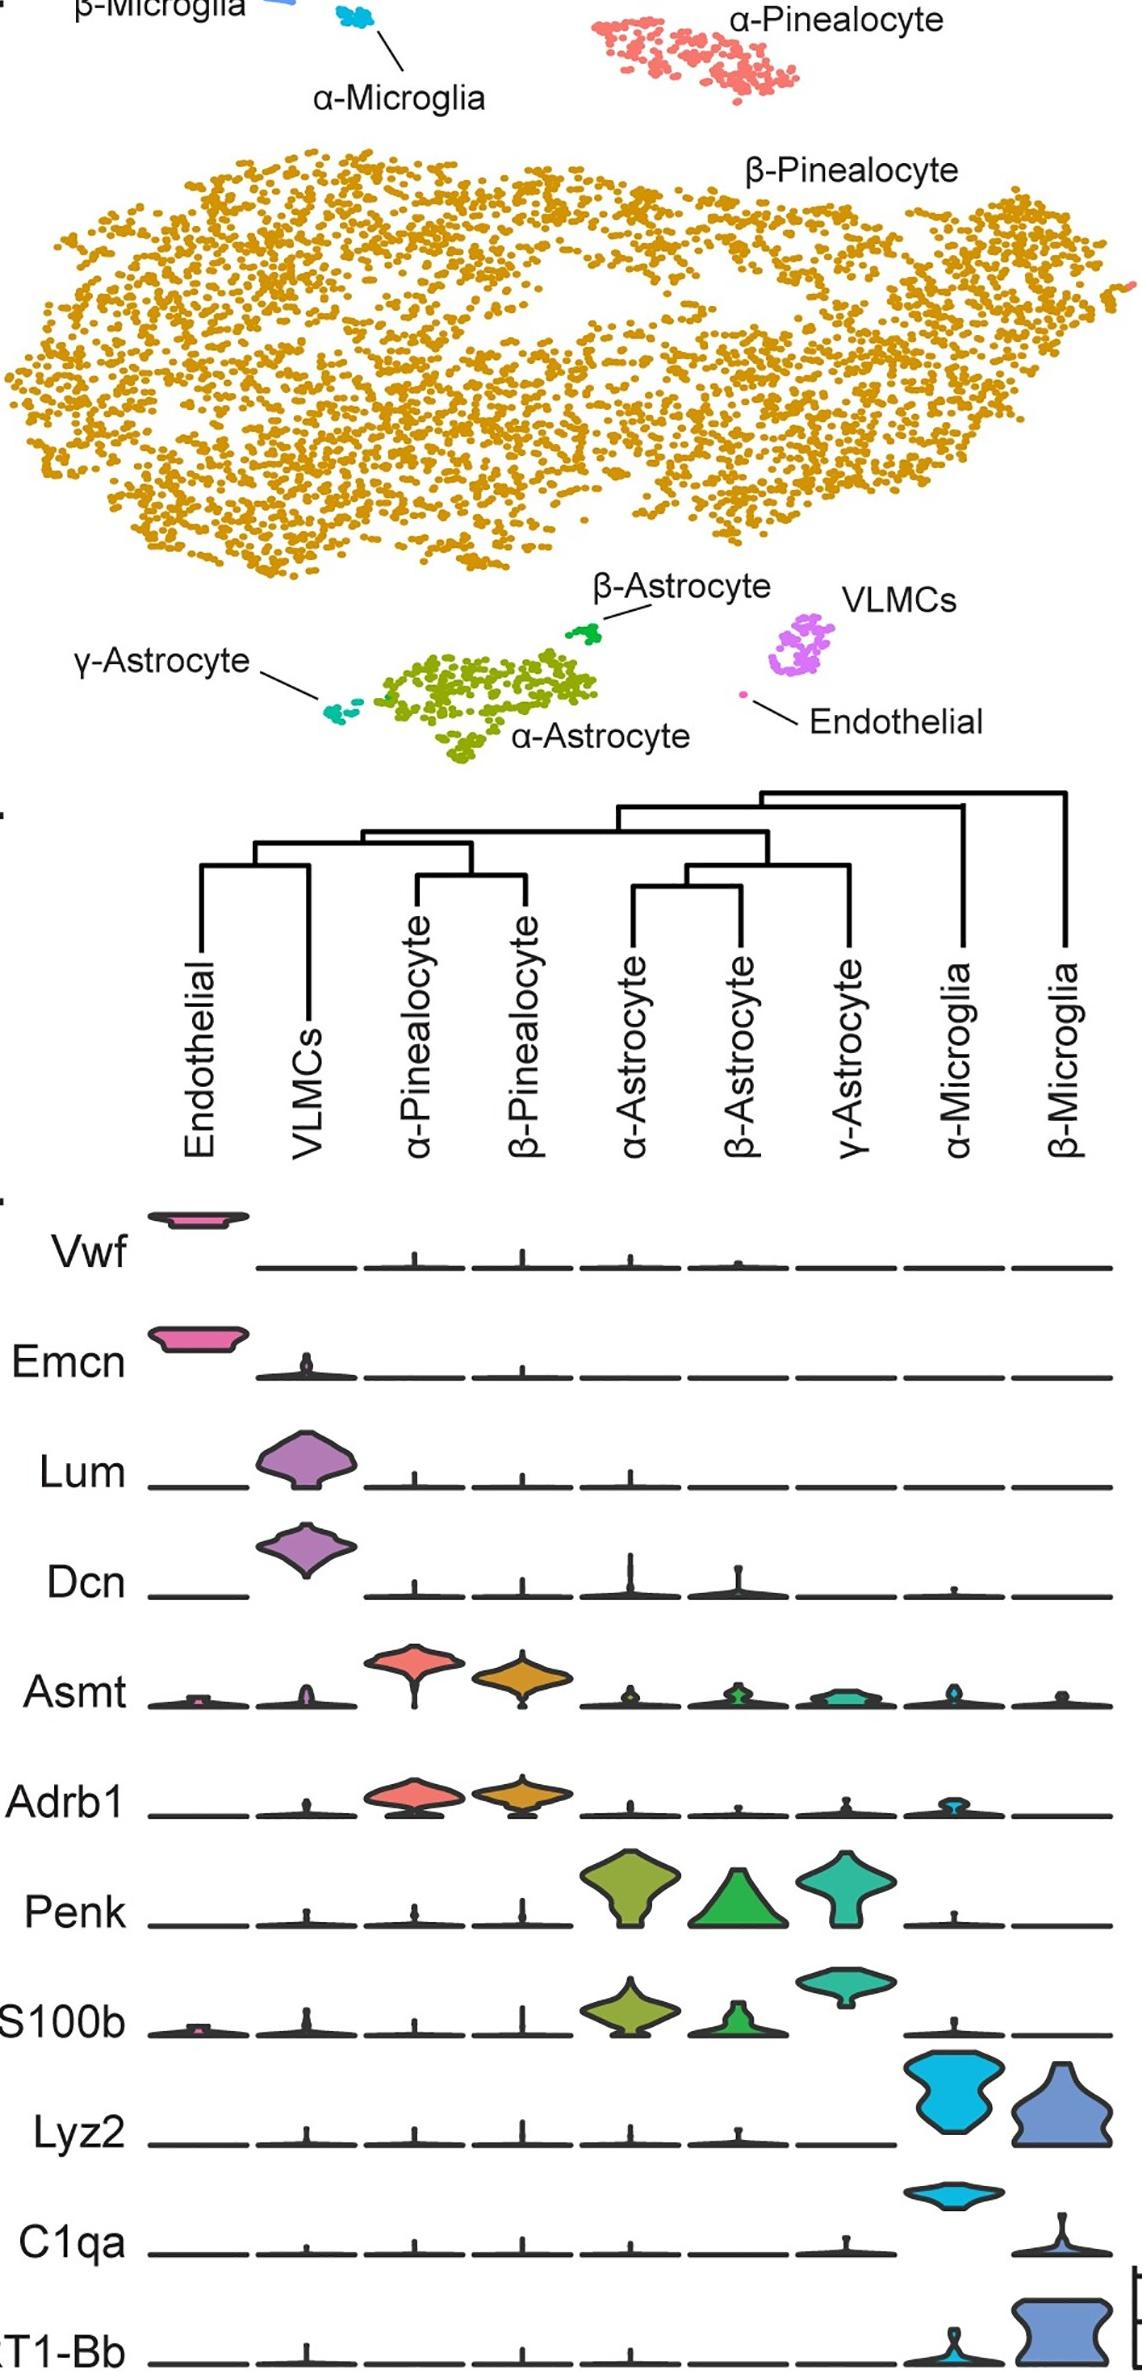 β-Microglia
α-Pinealocyte
α-Microglia
β-Pinealocyte
β-Astrocyte
VLMCs
γ-Astrocyte
Endothelial
α-Astrocyte
Endothelial
VLMCs
α-Pinealocyte
β-Pinealocyte
α-Astrocyte
β-Astrocyte
γ-Astrocyte
α-Microglia
β-Microglia
Vwf
Emcn
Lum
Dcn
Asmt
Adrb1
Penk
S100b
Lyz2
C1qa
T1-Bb